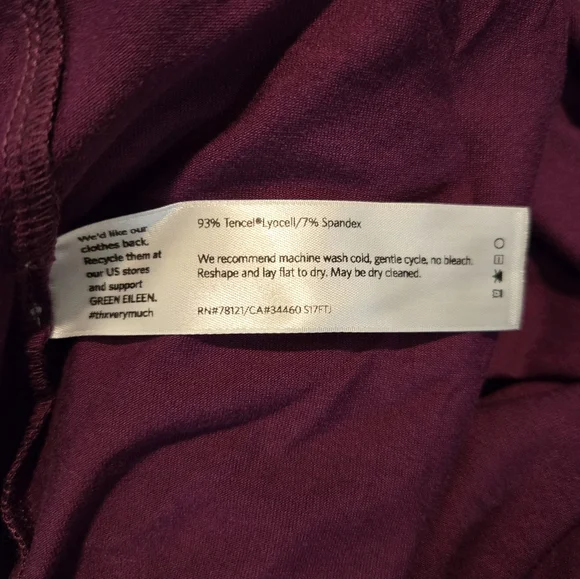 We'd like our
clothes back.
Recycle them at
our US stores
and support
GREEN EILEEN.
#thxverymuch
93% Tencel®Lyocell/7% Spandex
We recommend machine wash cold, gentle cycle, no bleach.
Reshape and lay flat to dry. May be dry cleaned.
RN#78121/CA#34460 S17FTJ